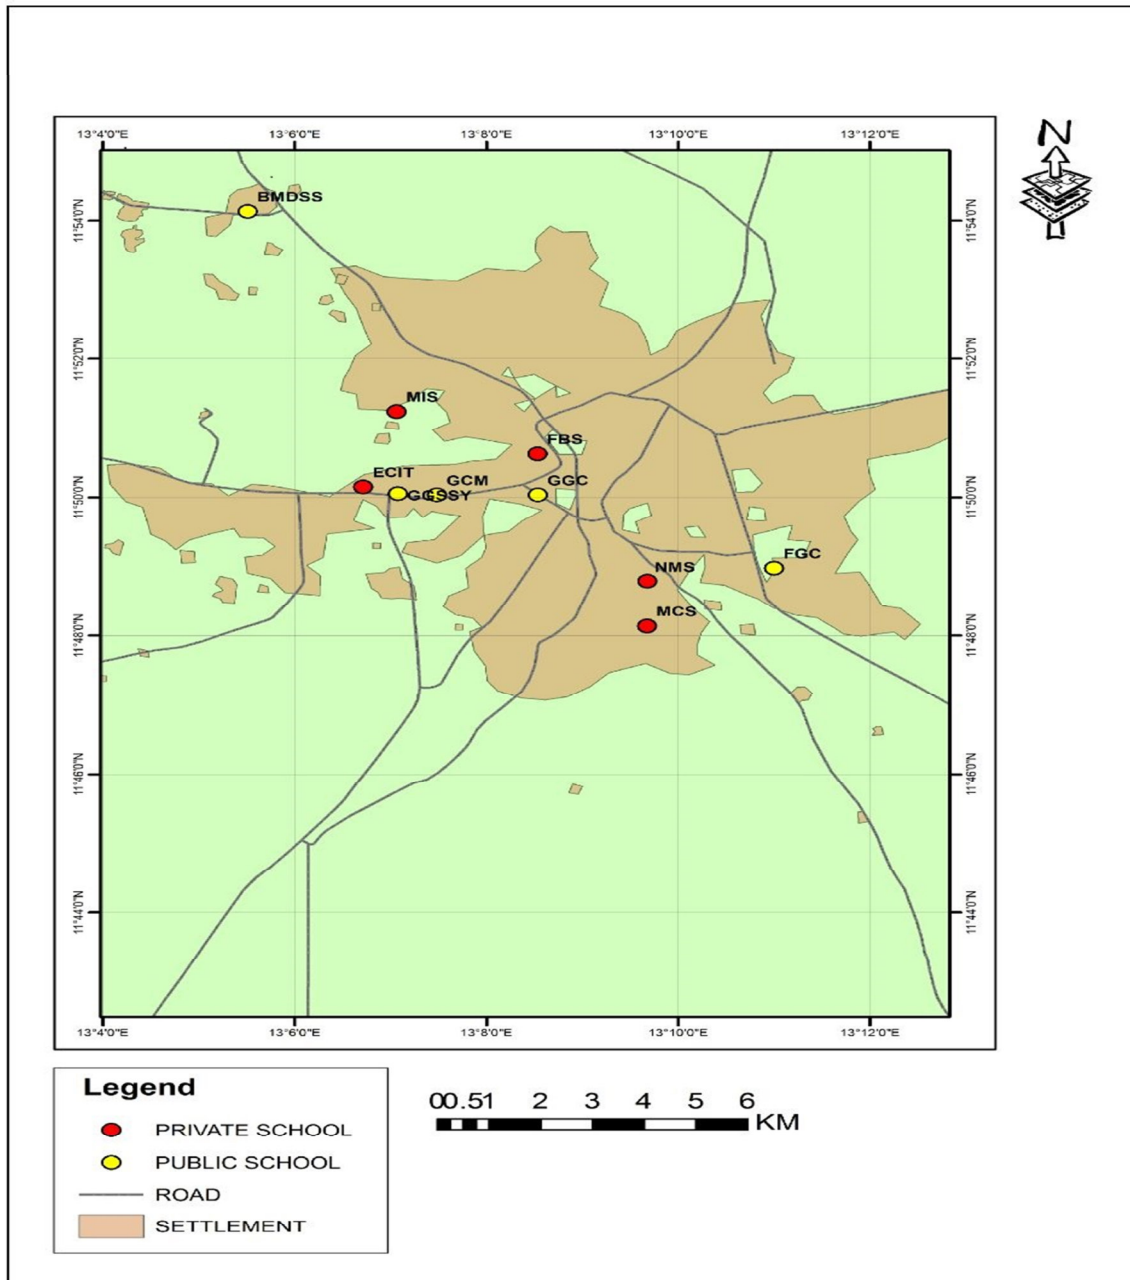 N
13°4'0"E 13°6'0"E 13°8'0"E 13°10'0"E 13°12'0"E
11°54'0"N
11°52'0"N
11°50'0"N
11°48'0"N
11°46'0"N
11°44'0"N
BMDSS
MIS
FBS
ECIT
GCM
GGC
GGSSY
FGC
NMS
MCS
11°54'0"N
11°52'0"N
11°50'0"N
11°48'0"N
11°46'0"N
11°44'0"N
13°4'0"E 13°6'0"E 13°8'0"E 13°10'0"E 13°12'0"E
Legend
PRIVATE SCHOOL
PUBLIC SCHOOL
ROAD
SETTLEMENT
0 0.5 1 2 3 4 5 6
KM